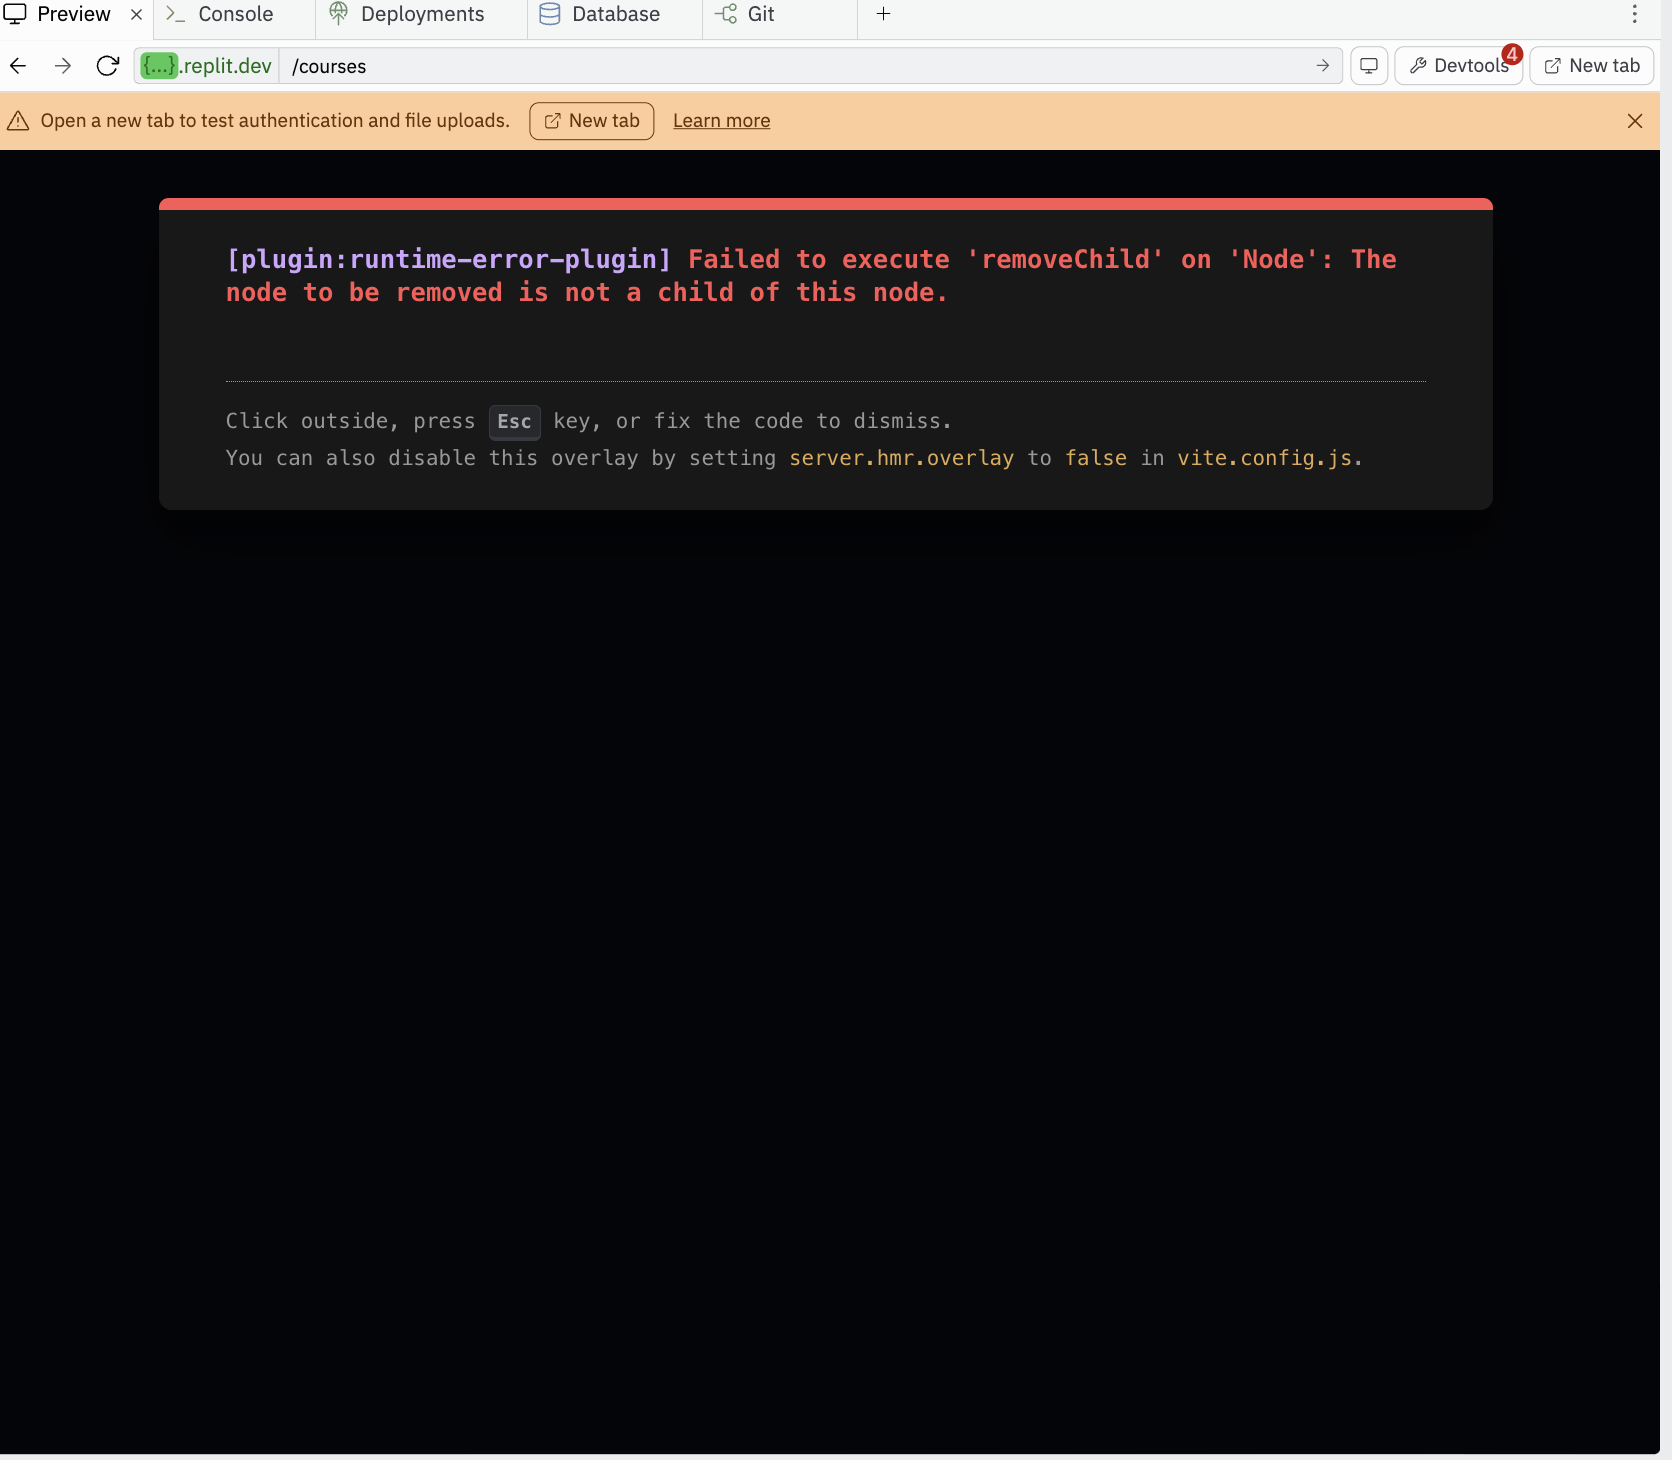 Preview
Console
Deployments
Database
Git
{...}.replit.dev
/courses
Devtools
4
New tab
Open a new tab to test authentication and file uploads.
New tab
Learn more
[plugin:runtime-error-plugin] Failed to execute 'removeChild' on 'Node': The
node to be removed is not a child of this node.
Click outside, press Esc key, or fix the code to dismiss.
You can also disable this overlay by setting server.hmr.overlay to false in vite.config.js.